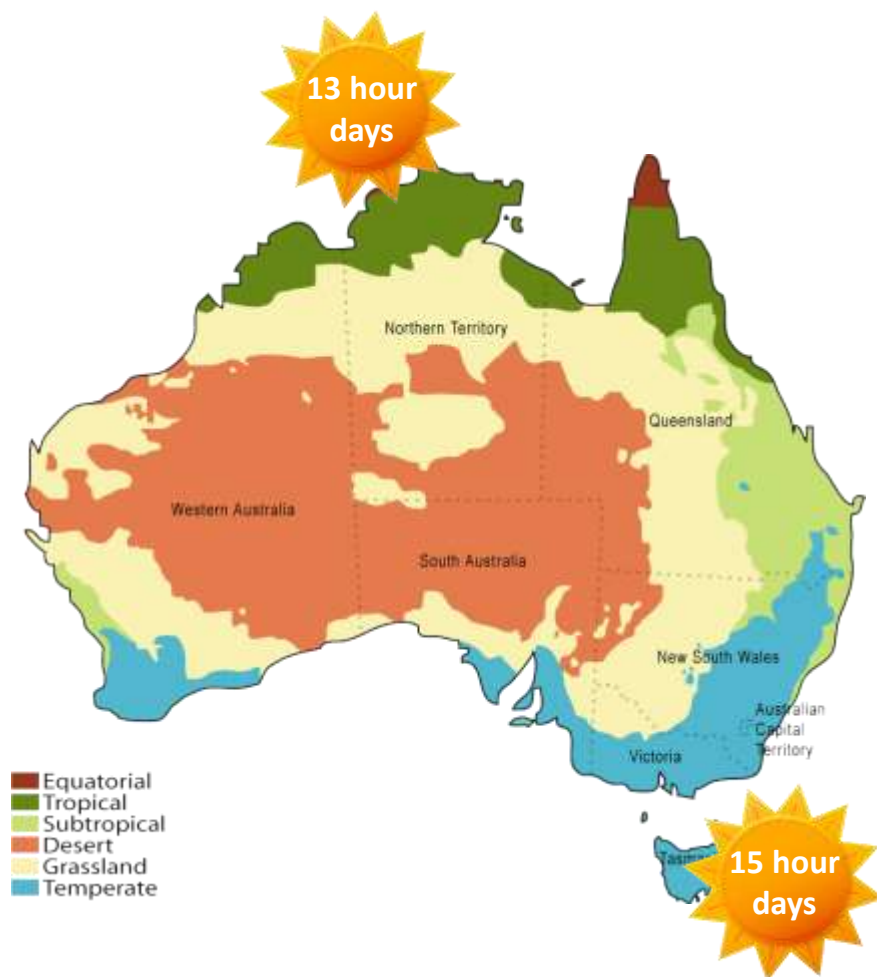 13 hour
days
Northern Territory
Queensland
Western Australia
South Australia
New South Wales
Australian
Capital
Territory
Victoria
Equatorial
Tropical
Subtropical
Desert
Grassland
Temperate
15 hour
days